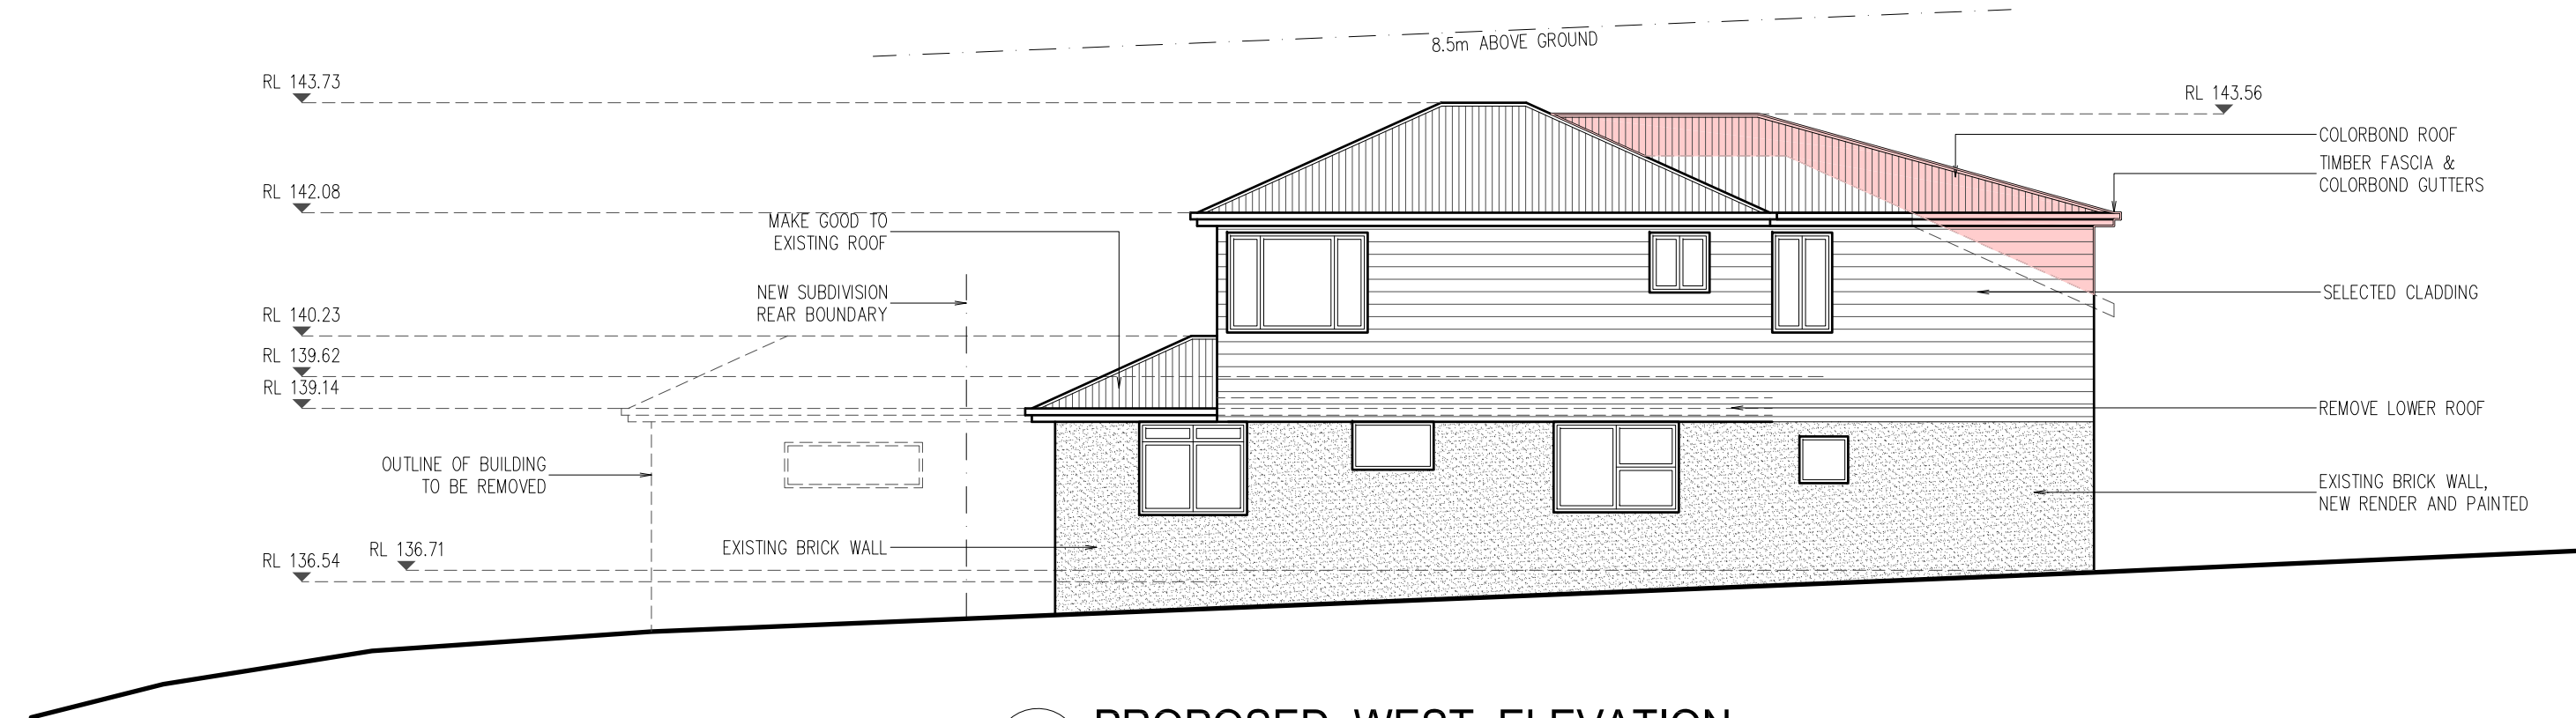 8.5m ABOVE GROUND
RL 143.73
RL 143.56
COLORBOND ROOF
TIMBER FASCIA &
COLORBOND GUTTERS
RL 142.08
MAKE GOOD TO
EXISTING ROOF
NEW SUBDIVISION
REAR BOUNDARY
SELECTED CLADDING
RL 140.23
RL 139.62
RL 139.14
REMOVE LOWER ROOF
OUTLINE OF BUILDING
TO BE REMOVED
EXISTING BRICK WALL,
NEW RENDER AND PAINTED
EXISTING BRICK WALL
RL 136.71
RL 136.54
PROPOSED WEST ELEVATION